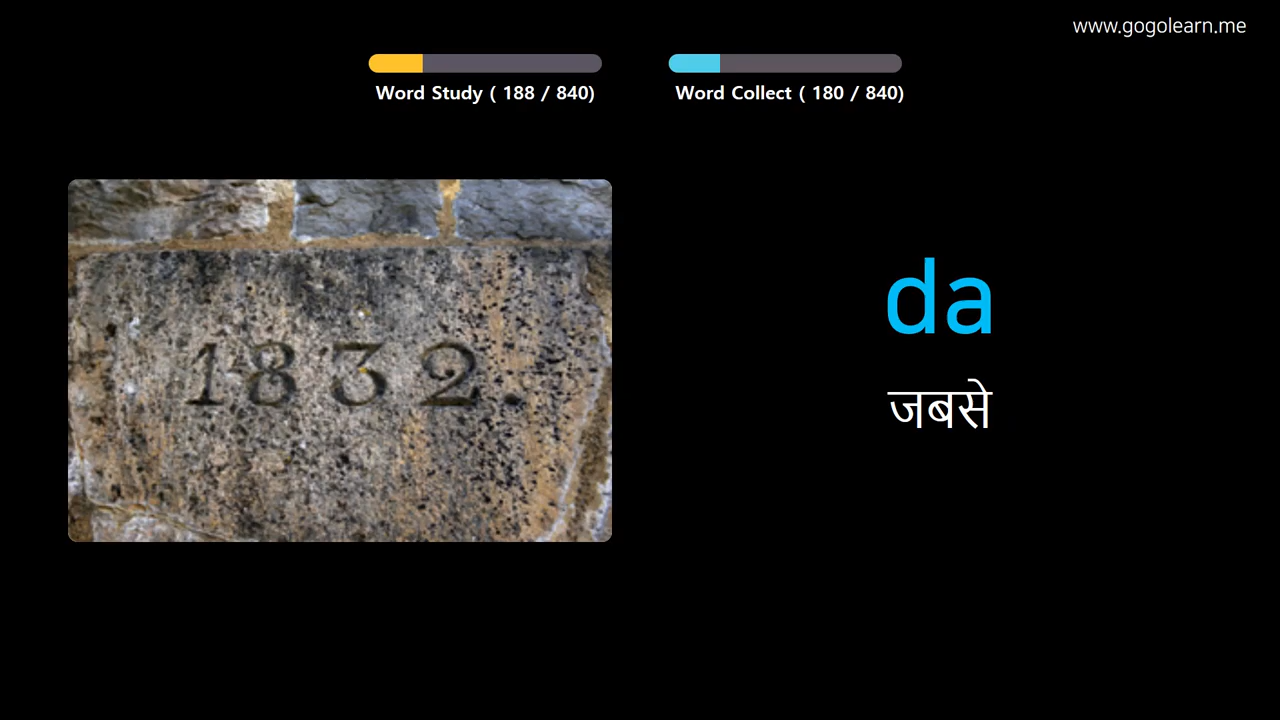 www.gogolearn.me
Word Study ( 188 / 840)
Word Collect ( 180 / 840)
1832.
da
जबसे